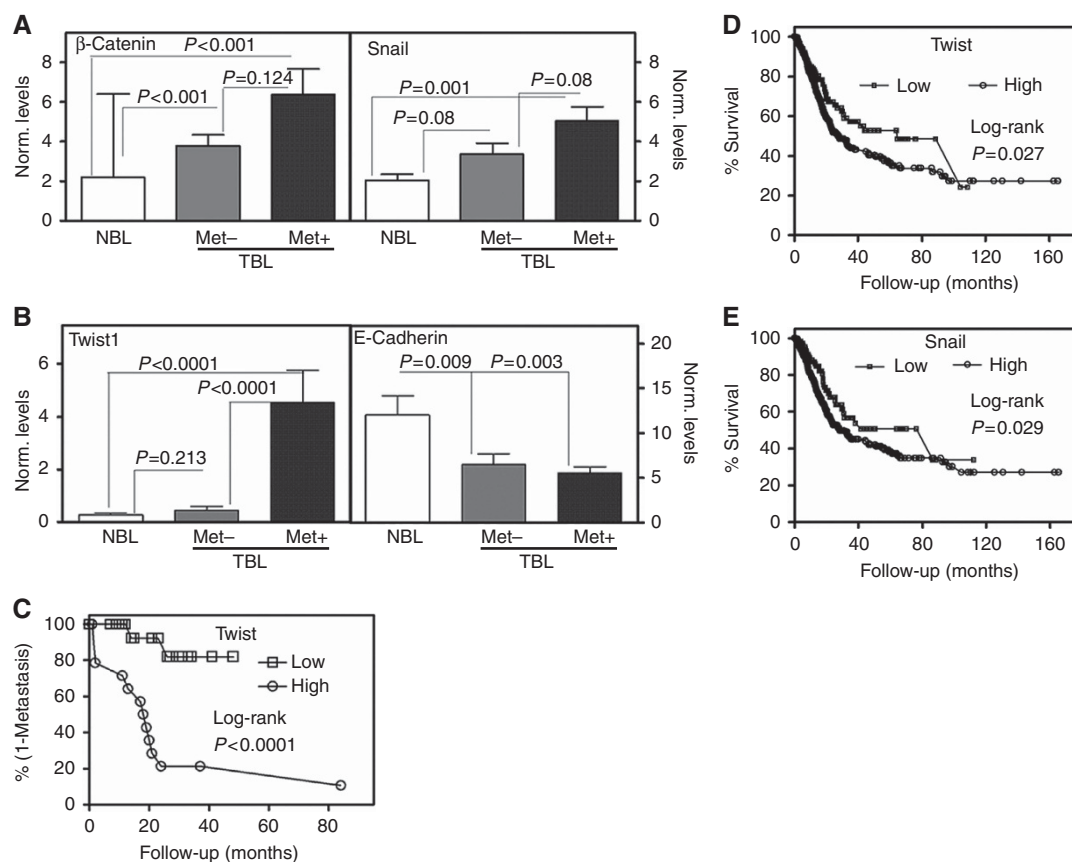 A
β-Catenin
P<0.001
P=0.124
P<0.001
Norm. levels
8
6
4
2
0
NBL
Met–
Met+
TBL
Snail
P=0.001
P=0.08
P=0.08
Norm. levels
8
6
4
2
0
NBL
Met–
Met+
TBL
B
Twist1
P<0.0001
P<0.0001
P=0.213
Norm. levels
6
4
2
0
NBL
Met–
Met+
TBL
E-Cadherin
P=0.009
P=0.003
Norm. levels
20
15
10
5
0
NBL
Met–
Met+
TBL
C
Twist
Low
High
Log-rank
P<0.0001
% (1-Metastasis)
100
80
60
40
20
0
0 20 40 60 80
Follow-up (months)
D
Twist
Low High
Log-rank
P=0.027
% Survival
100
80
60
40
20
0
0 40 80 120 160
Follow-up (months)
E
Snail
Low High
Log-rank
P=0.029
% Survival
100
80
60
40
20
0
0 40 80 120 160
Follow-up (months)